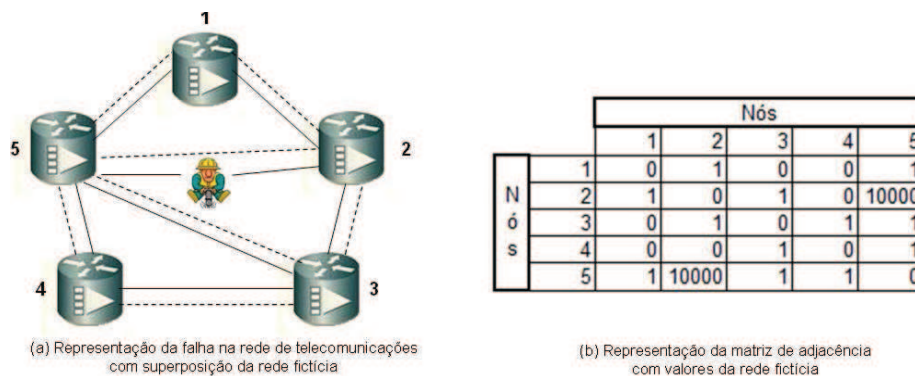 1
5
2
4
3
(a) Representação da falha na rede de telecomunicações
com superposição da rede fictícia
Nós
1 2 3 4 5
Nós
1 0 1 0 0 1
2 1 0 1 0 10000
3 0 1 0 1 1
4 0 0 1 0 1
5 1 10000 1 1 0
(b) Representação da matriz de adjacência
com valores da rede fictícia